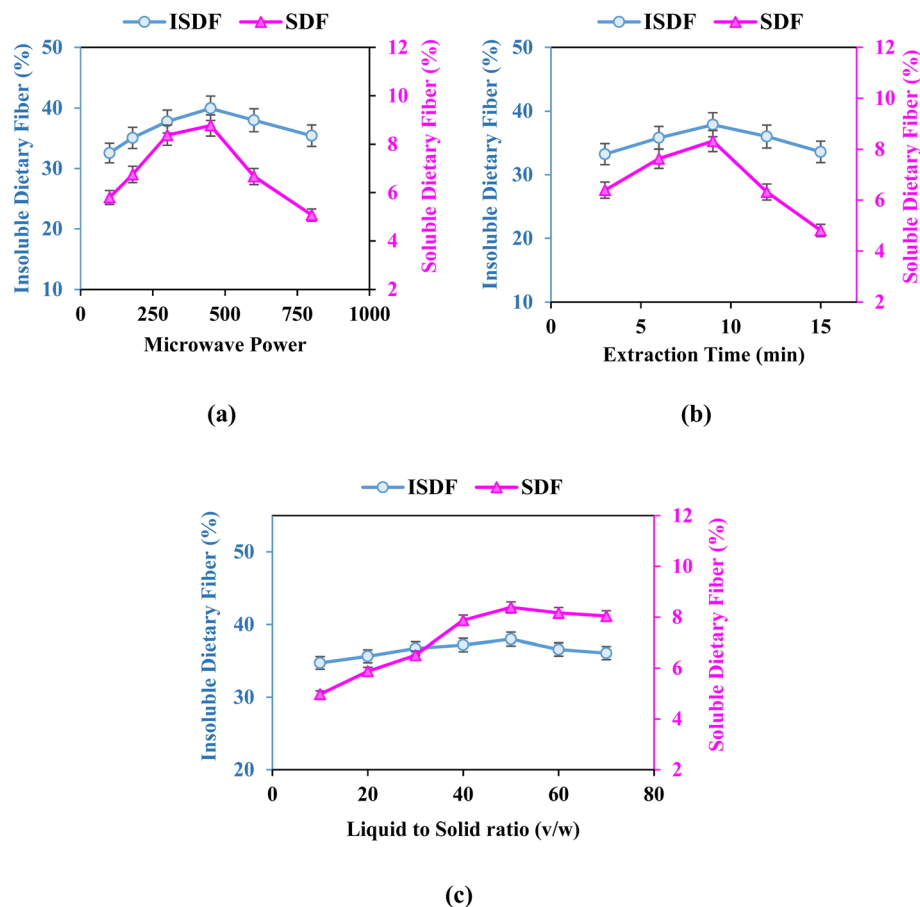 ISDF SDF
Insoluble Dietary Fiber (%)
50
40
30
20
10
12
10
8
6
4
2
Soluble Dietary Fiber (%)
0 250 500 750 1000
Microwave Power
(a)
ISDF SDF
Insoluble Dietary Fiber (%)
50
40
30
20
10
12
10
8
6
4
2
Soluble Dietary Fiber (%)
0 5 10 15
Extraction Time (min)
(b)
ISDF SDF
Insoluble Dietary Fiber (%)
50
40
30
20
12
10
8
6
4
2
Soluble Dietary Fiber (%)
0 20 40 60 80
Liquid to Solid ratio (v/w)
(c)